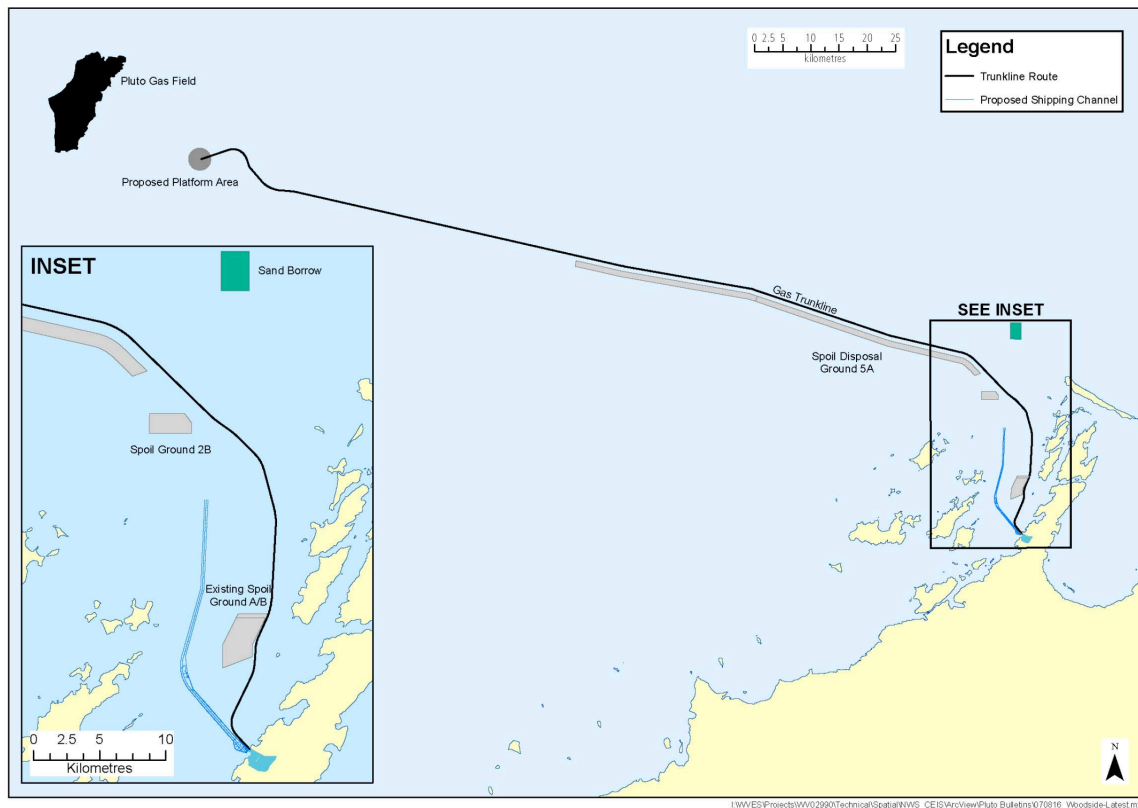 Pluto Gas Field
0 2.5 5 10 15 20 25
kilometres
Legend
Trunkline Route
Proposed Shipping Channel
Proposed Platform Area
Gas Trunkline
SEE INSET
Spoil Disposal
Ground 5A
INSET
Sand Borrow
Spoil Ground 2B
Existing Spoil
Ground A/B
0 2.5 5 10
Kilometres
N